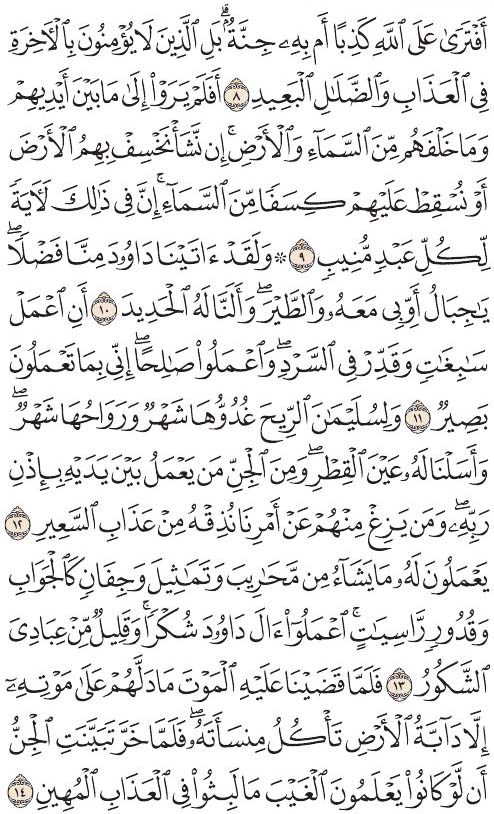 أَفْتَرَىٰ عَلَى ٱللَّهِ كَذِبًا أَم بِهِۦ جِنَّةٌۢ ۗ بَلِ ٱلَّذِينَ لَا يُؤْمِنُونَ بِٱلْـَٔاخِرَةِ
فِى ٱلْعَذَابِ وَٱلضَّلَـٰلِ ٱلْبَعِيدِ ٨ أَفَلَمْ يَرَوْا۟ إِلَىٰ مَا بَيْنَ أَيْدِيهِمْ
وَمَا خَلْفَهُم مِّنَ ٱلسَّمَآءِ وَٱلْأَرْضِ ۚ إِن نَّشَأْ نَخْسِفْ بِهِمُ ٱلْأَرْضَ
أَوْ نُسْقِطْ عَلَيْهِمْ كِسَفًا مِّنَ ٱلسَّمَآءِ ۚ إِنَّ فِى ذَٰلِكَ لَـَٔايَةً
لِّكُلِّ عَبْدٍ مُّنِيبٍ ٩ ۞ وَلَقَدْ ءَاتَيْنَا دَاوُۥدَ مِنَّا فَضْلًا ۖ
يَـٰجِبَالُ أَوِّبِى مَعَهُۥ وَٱلطَّيْرَ ۖ وَأَلَنَّا لَهُ ٱلْحَدِيدَ ١٠ أَنِ ٱعْمَلْ
سَـٰبِغَـٰتٍ وَقَدِّرْ فِى ٱلسَّرْدِ ۖ وَٱعْمَلُوا۟ صَـٰلِحًا ۖ إِنِّى بِمَا تَعْمَلُونَ
بَصِيرٌ ١١ وَلِسُلَيْمَـٰنَ ٱلرِّيحَ غُدُوُّهَا شَهْرٌ وَرَوَاحُهَا شَهْرٌ ۖ
وَأَسَلْنَا لَهُۥ عَيْنَ ٱلْقِطْرِ ۖ وَمِنَ ٱلْجِنِّ مَن يَعْمَلُ بَيْنَ يَدَيْهِ بِإِذْنِ
رَبِّهِۦ ۖ وَمَن يَزِغْ مِنْهُمْ عَنْ أَمْرِنَا نُذِقْهُ مِنْ عَذَابِ ٱلسَّعِيرِ ١٢
يَعْمَلُونَ لَهُۥ مَا يَشَآءُ مِن مَّحَـٰرِيبَ وَتَمَـٰثِيلَ وَجِفَانٍ كَٱلْجَوَابِ
وَقُدُورٍ رَّاسِيَـٰتٍ ۚ ٱعْمَلُوٓا۟ ءَالَ دَاوُۥدَ شُكْرًا ۚ وَقَلِيلٌ مِّنْ عِبَادِىَ
ٱلشَّكُورُ ١٣ فَلَمَّا قَضَيْنَا عَلَيْهِ ٱلْمَوْتَ مَا دَلَّهُمْ عَلَىٰ مَوْتِهِۦٓ
إِلَّا دَآبَّةُ ٱلْأَرْضِ تَأْكُلُ مِنسَأَتَهُۥ ۖ فَلَمَّا خَرَّ تَبَيَّنَتِ ٱلْجِنُّ
أَن لَّوْ كَانُوا۟ يَعْلَمُونَ ٱلْغَيْبَ مَا لَبِثُوا۟ فِى ٱلْعَذَابِ ٱلْمُهِينِ ١٤